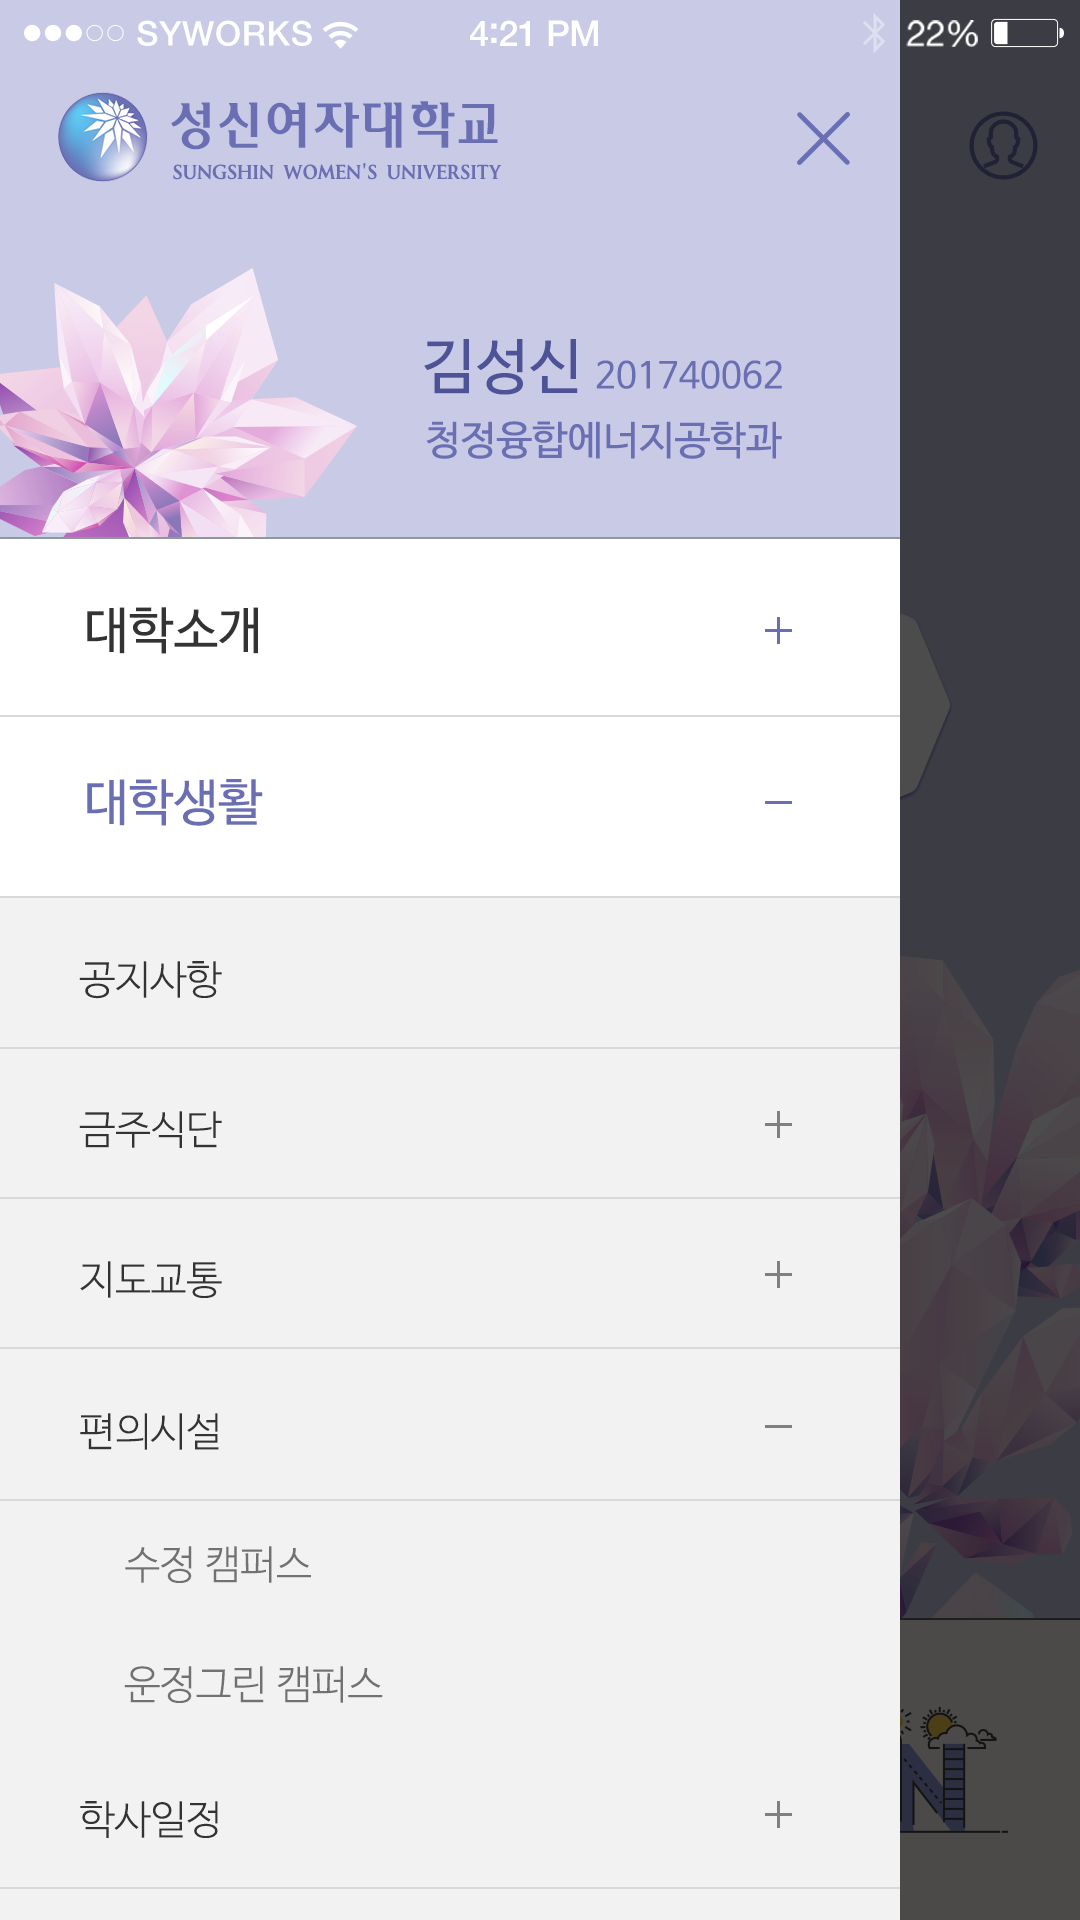 SYWORKS 4:21 PM 22%
성신여자대학교
SUNGSHIN WOMEN'S UNIVERSITY
김성신 201740062
청정융합에너지공학과
대학소개
대학생활
공지사항
금주식단
지도교통
편의시설
수정 캠퍼스
운정그린 캠퍼스
학사일정